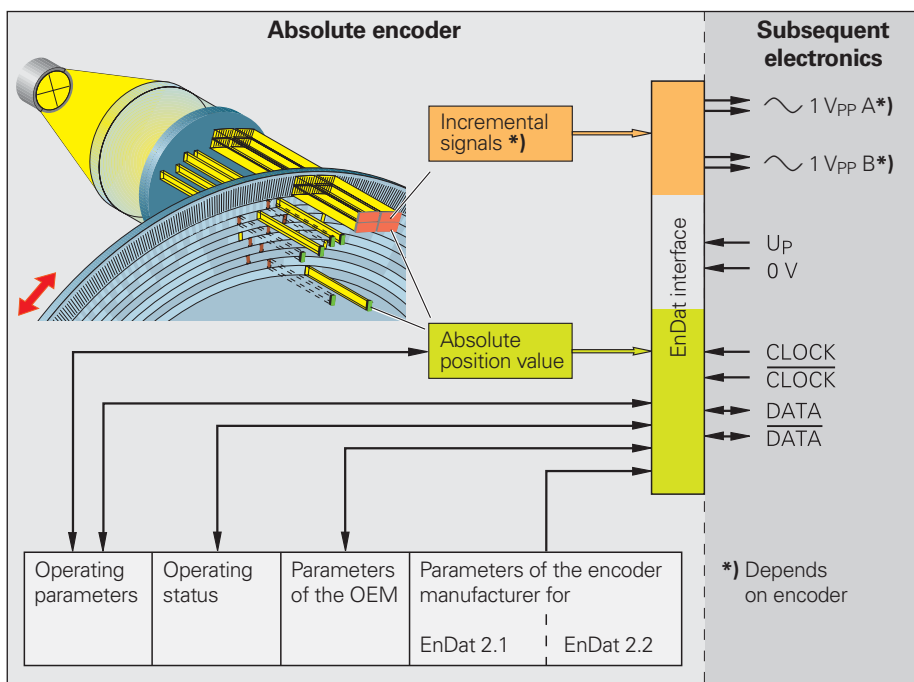 Absolute encoder
Subsequent
electronics
Incremental
signals *)
1 VPP A*)
1 VPP B*)
UP
0 V
EnDat interface
Absolute
position value
CLOCK
CLOCK
DATA
DATA
Operating
parameters
Operating
status
Parameters
of the OEM
Parameters of the encoder
manufacturer for
EnDat 2.1
EnDat 2.2
*) Depends
on encoder